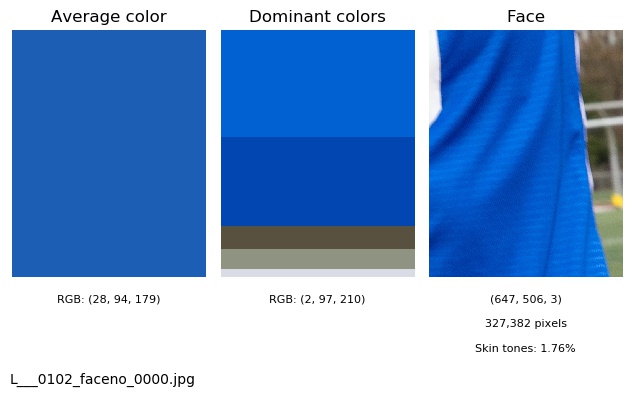 Average color
Dominant colors
Face
RGB: (28, 94, 179)
RGB: (2, 97, 210)
(647, 506, 3)
327,382 pixels
Skin tones: 1.76%
L___0102_faceno_0000.jpg